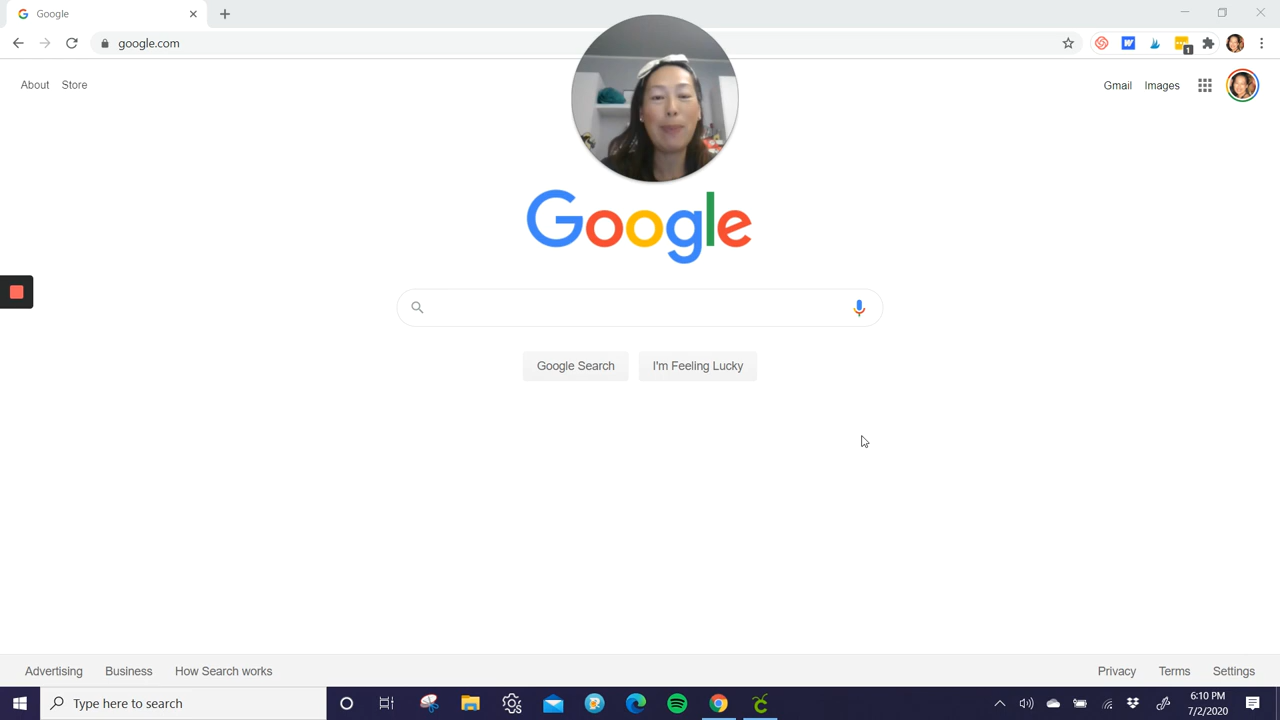 Google
google.com
1
About Store
Gmail Images
Google
Google Search I'm Feeling Lucky
Advertising Business How Search works
Privacy Terms Settings
Type here to search
6:10 PM
7/2/2020